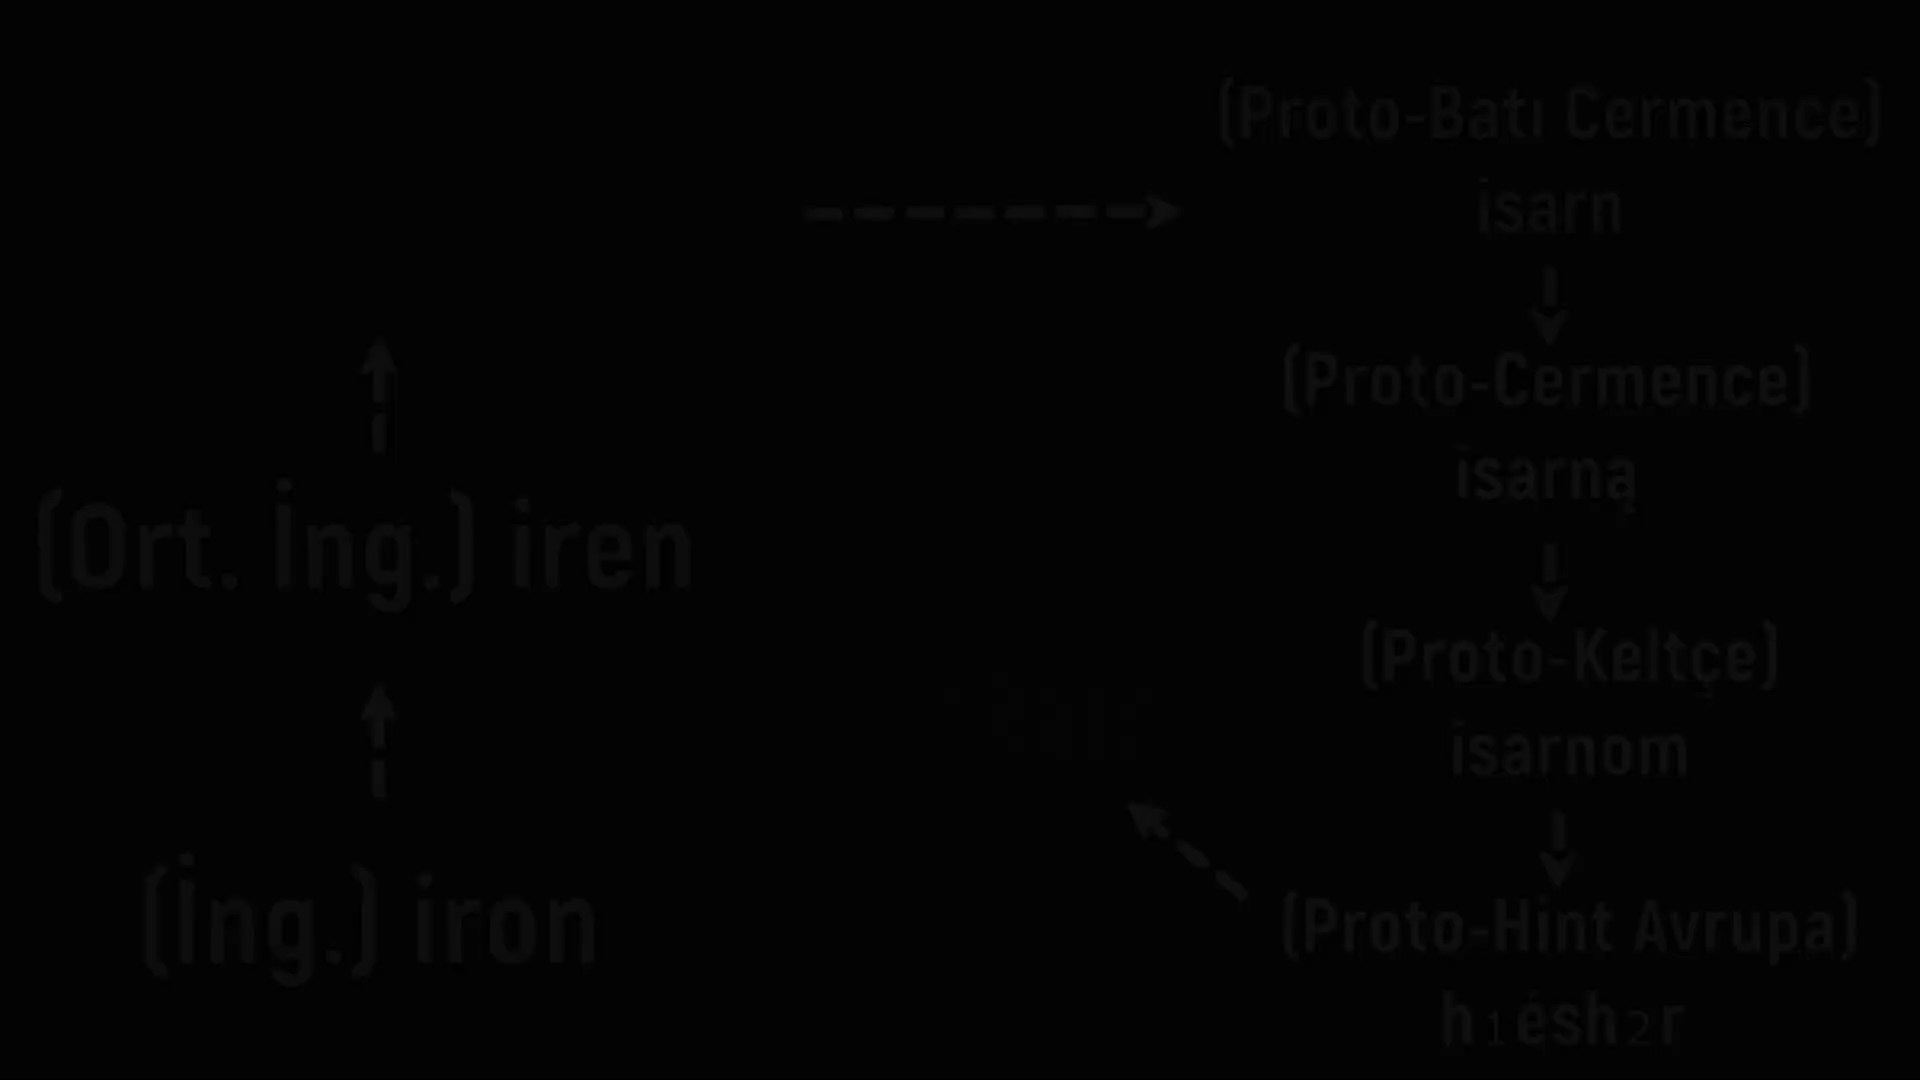 (Proto-Batı Cermence)
isarn
(Proto-Cermence)
isarną
(Ort. İng.) iren
(Proto-Keltçe)
isarnom
(İng.) iron
(Proto-Hint Avrupa)
h₁ésh₂r